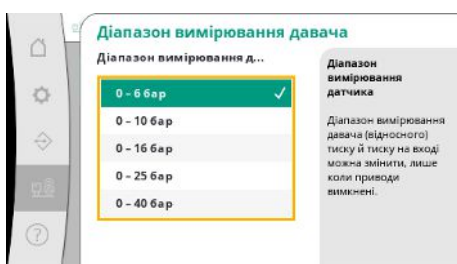 Діапазон вимірювання давача
Діапазон вимірювання д...
0 – 6 бар
0 – 10 бар
0 – 16 бар
0 – 25 бар
0 – 40 бар
Діапазон
вимірювання
датчика
Діапазон вимірювання
давача (відносного)
тиску й тиску на вході
можна змінити, лише
коли приводи
вимкнені.